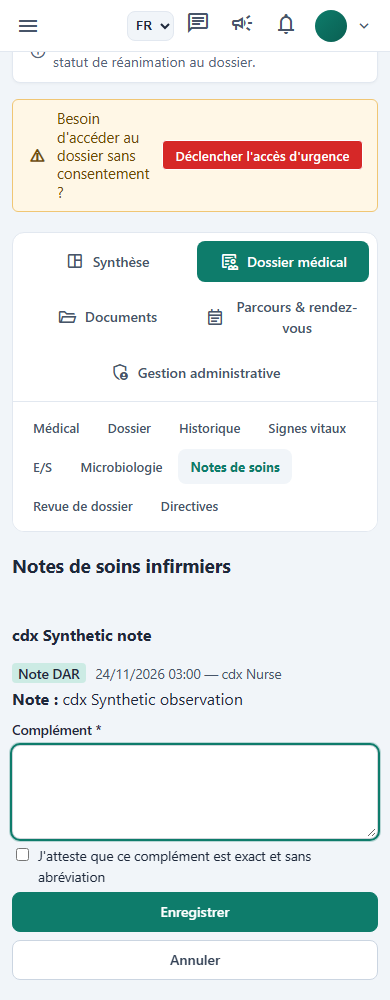 FR
statut de réanimation au dossier.
Besoin
d'accéder au
dossier sans
consentement
?
Déclencher l'accès d'urgence
Synthèse
Dossier médical
Documents
Parcours & rendez-
vous
Gestion administrative
Médical Dossier Historique Signes vitaux
E/S Microbiologie Notes de soins
Revue de dossier Directives
Notes de soins infirmiers
cdx Synthetic note
Note DAR 24/11/2026 03:00 — cdx Nurse
Note : cdx Synthetic observation
Complément *
J'atteste que ce complément est exact et sans
abréviation
Enregistrer
Annuler